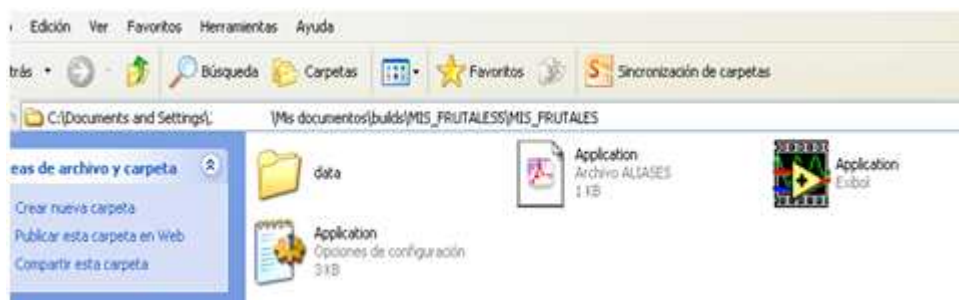 Edición Ver Favoritos Herramientas Ayuda
trás Búsqueda Carpetas Favoritos Sincronización de carpetas
C:\Documents and Settings\ \Mis documentos\builds\MIS_FRUTALESS\MIS_FRUTALES
eas de archivo y carpeta
Crear nueva carpeta
Publicar esta carpeta en Web
Compartir esta carpeta
data
Application
Archivo ALIASES
1 KB
Application
Application
Opciones de configuración
3 KB